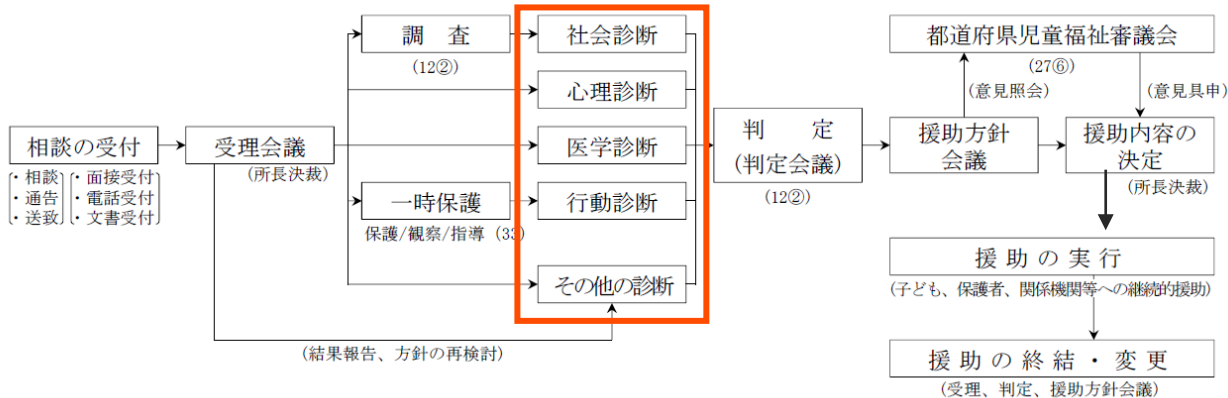 相談の受付
・相談
・通告
・送致
・面接受付
・電話受付
・文書受付
受理会議
(所長決裁)
調　査
(12②)
一時保護
保護/観察/指導 (33)
(結果報告、方針の再検討)
社会診断
心理診断
医学診断
行動診断
その他の診断
判　定
(判定会議)
(12②)
都道府県児童福祉審議会
(27⑥)
(意見照会)
(意見具申)
援助方針
会議
援助内容の
決定
(所長決裁)
援助の実行
(子ども、保護者、関係機関等への継続的援助)
援助の終結・変更
(受理、判定、援助方針会議)